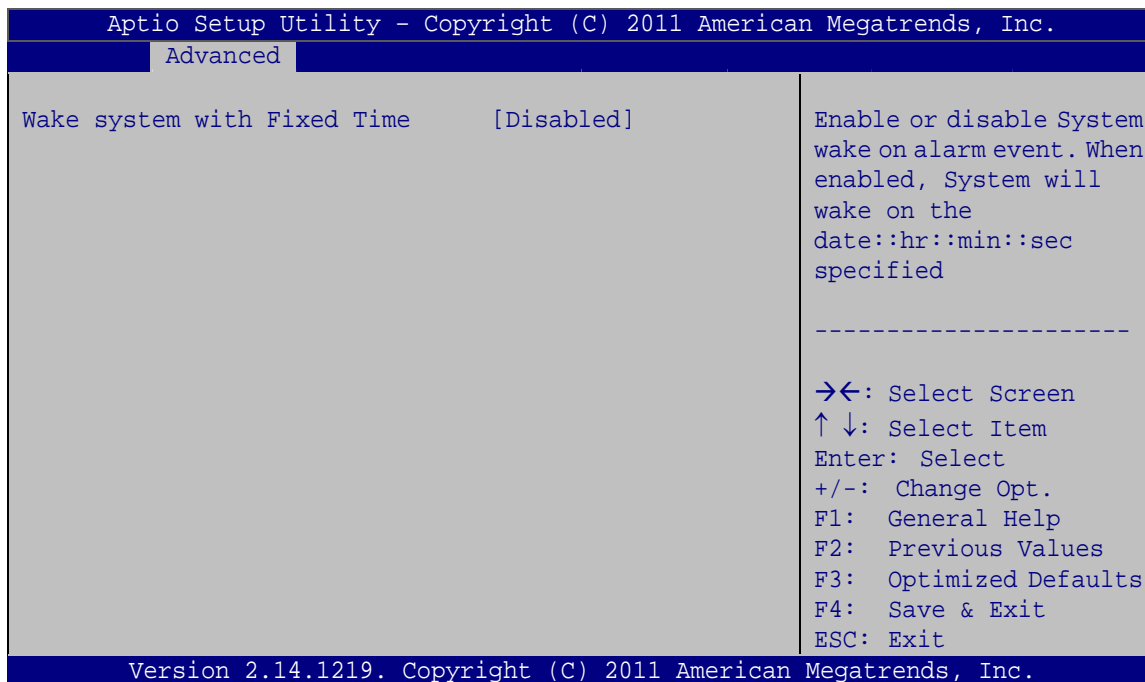 Aptio Setup Utility – Copyright (C) 2011 American Megatrends, Inc.
Advanced
Wake system with Fixed Time [Disabled]
Enable or disable System
wake on alarm event. When
enabled, System will
wake on the
date::hr::min::sec
specified
----------------------
→←: Select Screen
↑ ↓: Select Item
Enter: Select
+/-: Change Opt.
F1: General Help
F2: Previous Values
F3: Optimized Defaults
F4: Save & Exit
ESC: Exit
Version 2.14.1219. Copyright (C) 2011 American Megatrends, Inc.